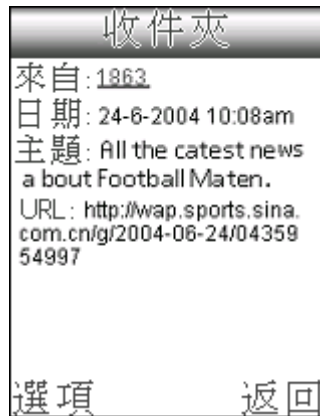 收件夾
來自: 1863
日期: 24-6-2004 10:08am
主題: All the catest news
a bout Football Maten.
URL: http://wap.sports.sina.
com.cn/g/2004-06-24/04359
54997
選項 返回